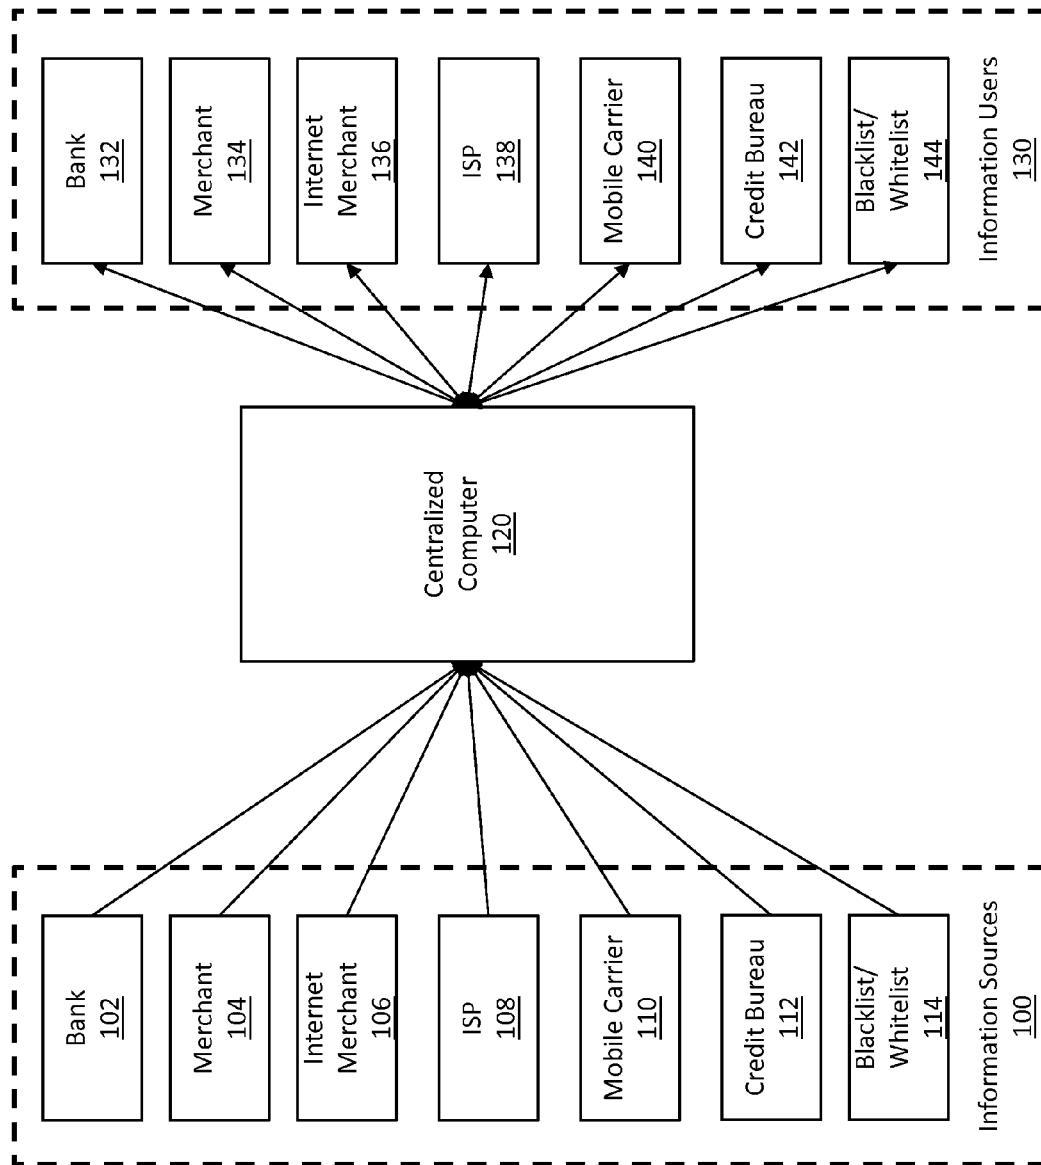 Bank
102
Merchant
104
Internet
Merchant
106
ISP
108
Mobile Carrier
110
Credit Bureau
112
Blacklist/
Whitelist
114
Information Sources
100
Centralized
Computer
120
Bank
132
Merchant
134
Internet
Merchant
136
ISP
138
Mobile Carrier
140
Credit Bureau
142
Blacklist/
Whitelist
144
Information Users
130